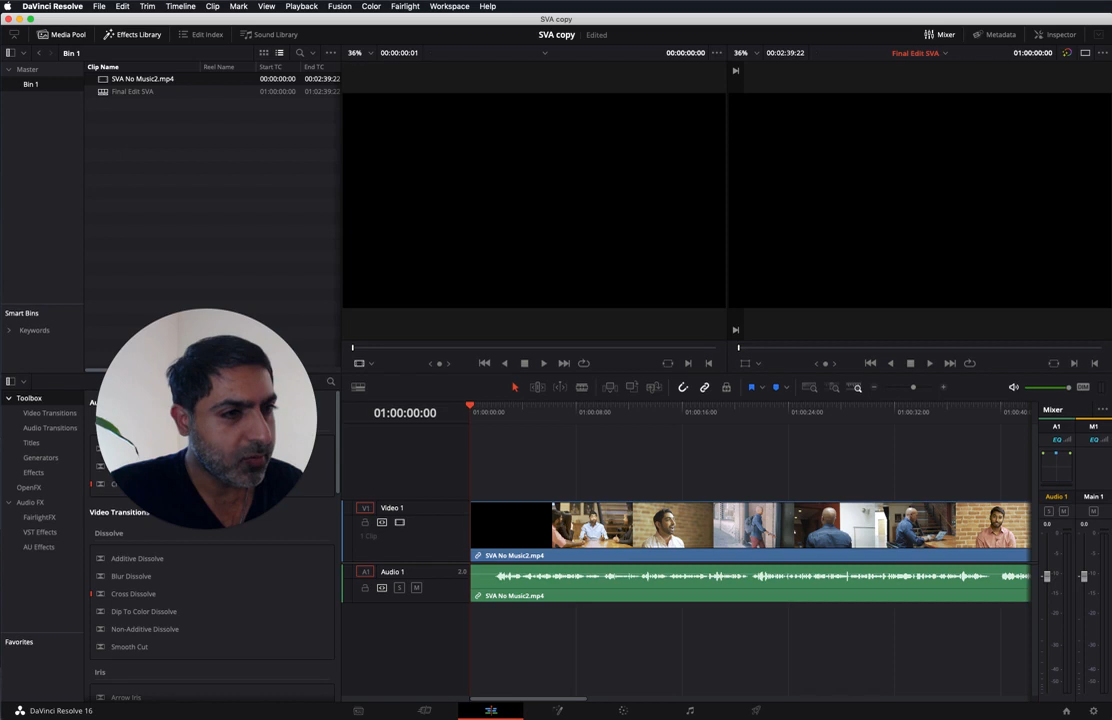 DaVinci Resolve File Edit Trim Timeline Clip Mark View Playback Fusion Color Fairlight Workspace Help
SVA copy
Media Pool Effects Library Edit Index Sound Library SVA copy Edited Mixer Metadata Inspector
Bin 1 36% 00:00:00:01 00:00:00:00 36% 00:02:39:22 Final Edit SVA 01:00:00:00
Master
Bin 1
Clip Name Reel Name Start TC End TC
SVA No Music2.mp4 00:00:00:00 00:02:39:22
Final Edit SVA 01:00:00:00 01:02:39:22
Smart Bins
Keywords
Toolbox
Video Transitions
Audio Transitions
Titles
Generators
Effects
OpenFX
Audio FX
FairlightFX
VST Effects
AU Effects
Favorites
Video Transitions
Dissolve
Additive Dissolve
Blur Dissolve
Cross Dissolve
Dip To Color Dissolve
Non-Additive Dissolve
Smooth Cut
Iris
Arrow Iris
DIM
01:00:00:00
01:00:00:00 01:00:08:00 01:00:16:00 01:00:24:00 01:00:32:00 01:00:40
V1 Video 1
1 Clip
SVA No Music2.mp4
A1 Audio 1 2.0
S M
SVA No Music2.mp4
Mixer
A1 M1
EQ EQ
Audio 1 Main 1
S M M
0.0 0.0
DaVinci Resolve 16